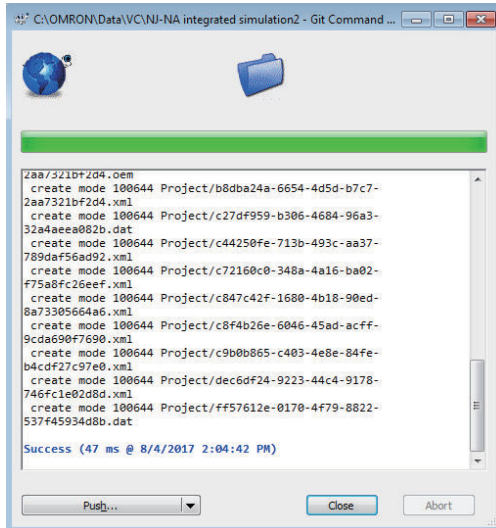 C:\OMRON\Data\VC\NJ-NA integrated simulation2 - Git Command ...
2aa7321bf2d4.oem
create mode 100644 Project/b8dba24a-6654-4d5d-b7c7-
2aa7321bf2d4.xml
create mode 100644 Project/c27df959-b306-4684-96a3-
32a4aeea082b.dat
create mode 100644 Project/c44250fe-713b-493c-aa37-
789daf56ad92.xml
create mode 100644 Project/c72160c0-348a-4a16-ba02-
f75a8fc26eef.xml
create mode 100644 Project/c847c42f-1680-4b18-90ed-
8a73305664a6.xml
create mode 100644 Project/c8f4b26e-6046-45ad-acff-
9cda690f7690.xml
create mode 100644 Project/c9b0b865-c403-4e8e-84fe-
b4cdf27c97e0.xml
create mode 100644 Project/dec6df24-9223-44c4-9178-
746fc1e02d8d.xml
create mode 100644 Project/ff57612e-0170-4f79-8822-
537f45934d8b.dat
Success (47 ms @ 8/4/2017 2:04:42 PM)
Push...
Close
Abort